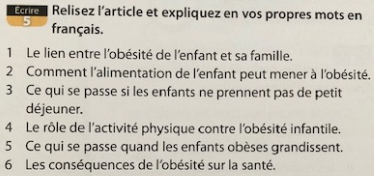 Écrire
5
Relisez l'article et expliquez en vos propres mots en
français.
1 Le lien entre l'obésité de l'enfant et sa famille.
2 Comment l'alimentation de l'enfant peut mener à l'obésité.
3 Ce qui se passe si les enfants ne prennent pas de petit
déjeuner.
4 Le rôle de l'activité physique contre l'obésité infantile.
5 Ce qui se passe quand les enfants obèses grandissent.
6 Les conséquences de l'obésité sur la santé.